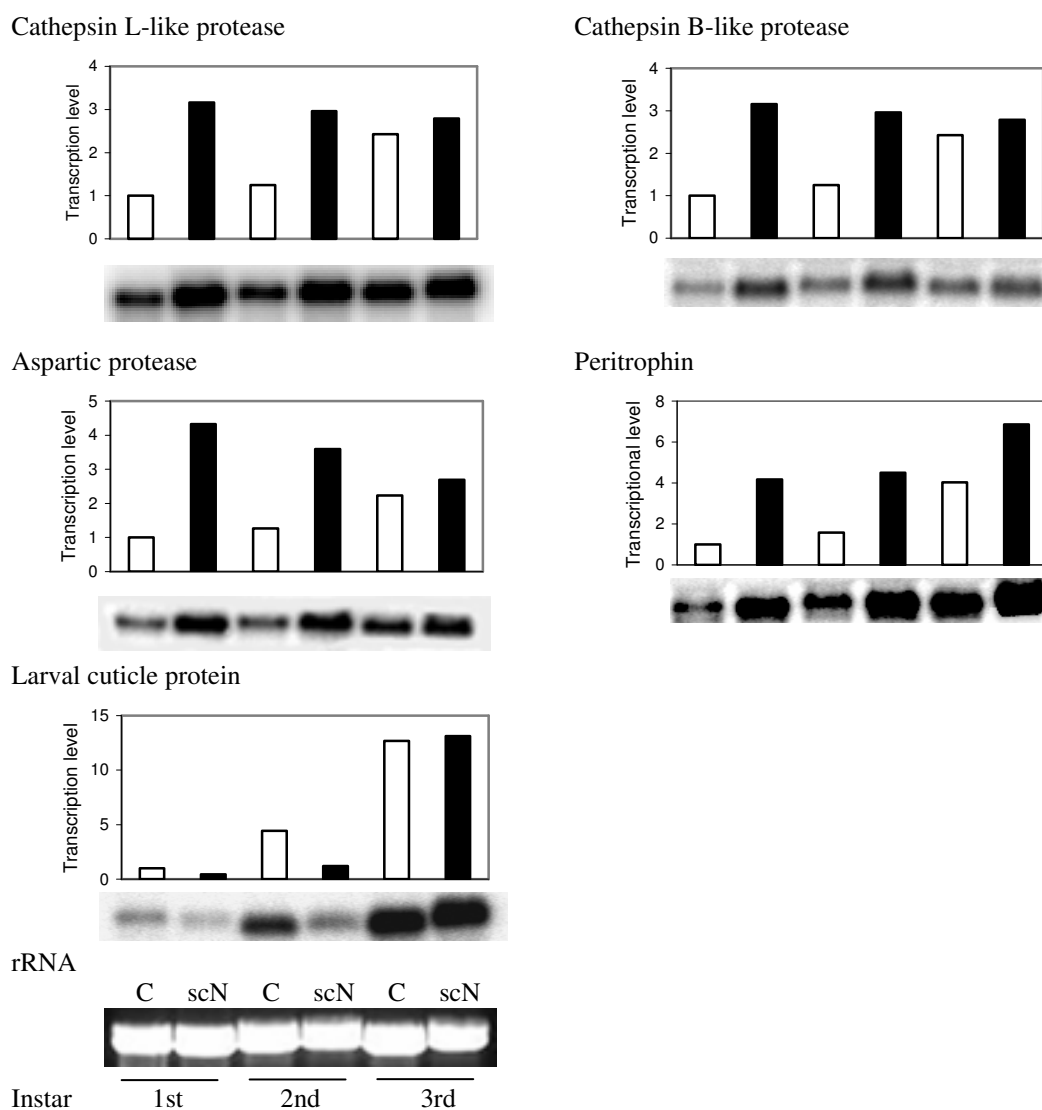 Cathepsin L-like protease
Cathepsin B-like protease
Transcrption level
4
3
2
1
0
Transcription level
4
3
2
1
0
Aspartic protease
Peritrophin
Transcription level
5
4
3
2
1
0
Transcriptional level
8
6
4
2
0
Larval cuticle protein
Transcription level
15
10
5
0
rRNA
C scN C scN C scN
Instar 1st 2nd 3rd